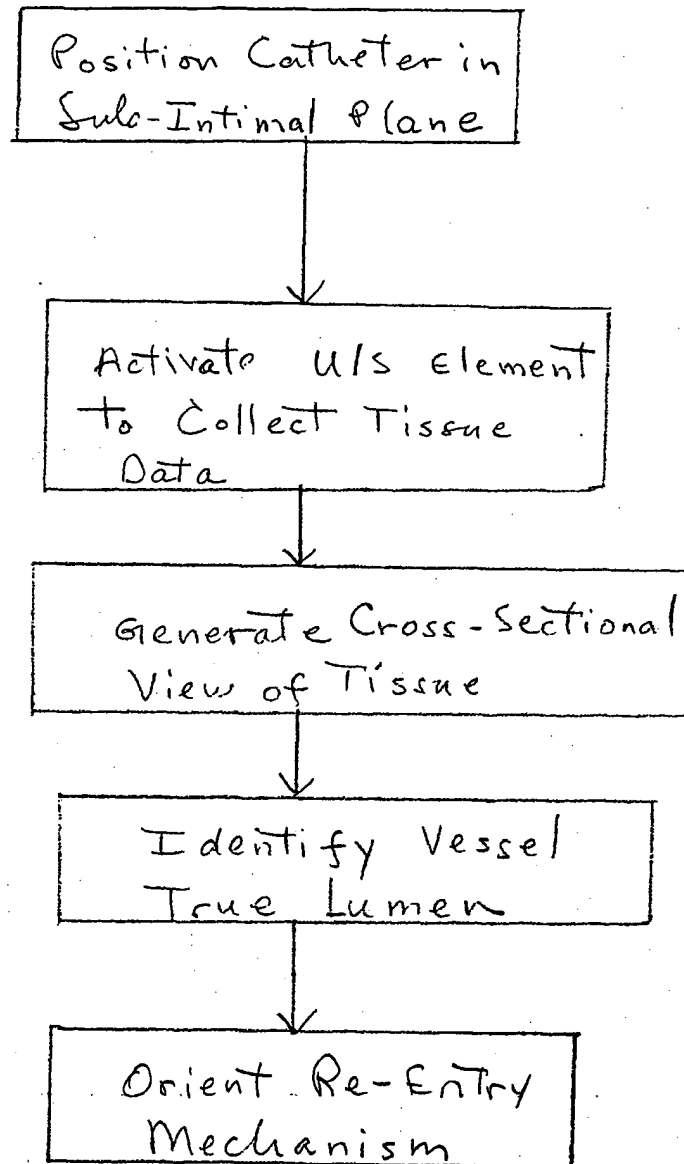 Position Catheter in
Sub-Intimal Plane
Activate U/S Element
to Collect Tissue
Data
Generate Cross-Sectional
View of Tissue
Identify Vessel
True Lumen
Orient Re-Entry
Mechanism